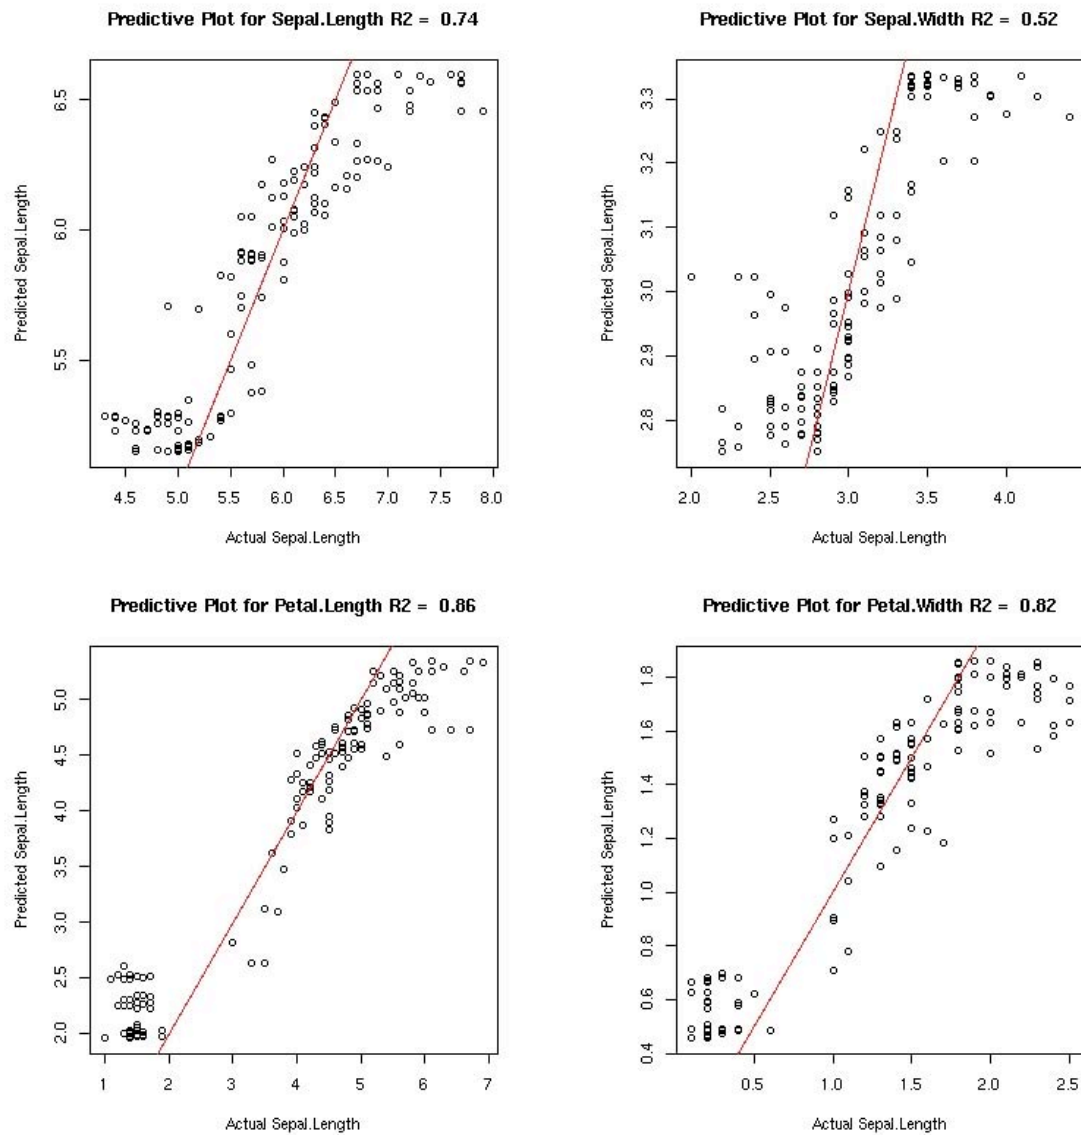 Predictive Plot for Sepal.Length R2 = 0.74
Predicted Sepal.Length
6.5
6.0
5.5
4.5 5.0 5.5 6.0 6.5 7.0 7.5 8.0
Actual Sepal.Length
Predictive Plot for Sepal.Width R2 = 0.52
Predicted Sepal.Length
3.3
3.2
3.1
3.0
2.9
2.8
2.0 2.5 3.0 3.5 4.0
Actual Sepal.Length
Predictive Plot for Petal.Length R2 = 0.86
Predicted Sepal.Length
5.0
4.5
4.0
3.5
3.0
2.5
2.0
1 2 3 4 5 6 7
Actual Sepal.Length
Predictive Plot for Petal.Width R2 = 0.82
Predicted Sepal.Length
1.8
1.6
1.4
1.2
1.0
0.8
0.6
0.4
0.5 1.0 1.5 2.0 2.5
Actual Sepal.Length